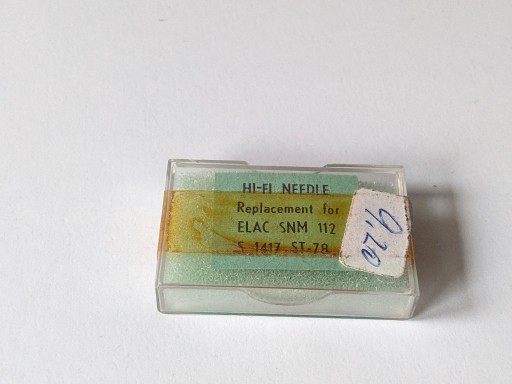 HI-FI NEEDLE
Replacement for
ELAC SNM 112
S 1417 ST-78
9,20